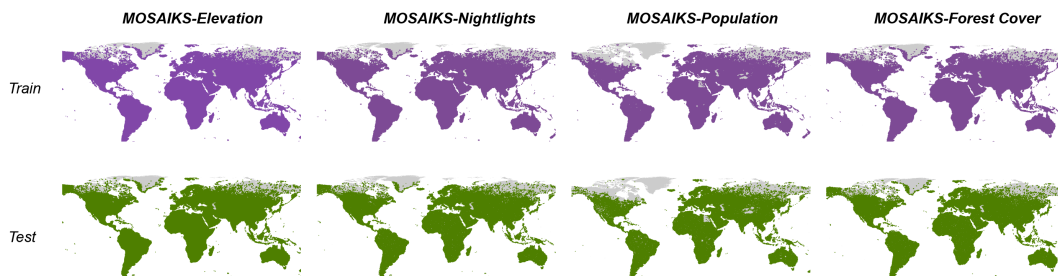 MOSAIKS-Elevation MOSAIKS-Nightlights MOSAIKS-Population MOSAIKS-Forest Cover
Train
Test